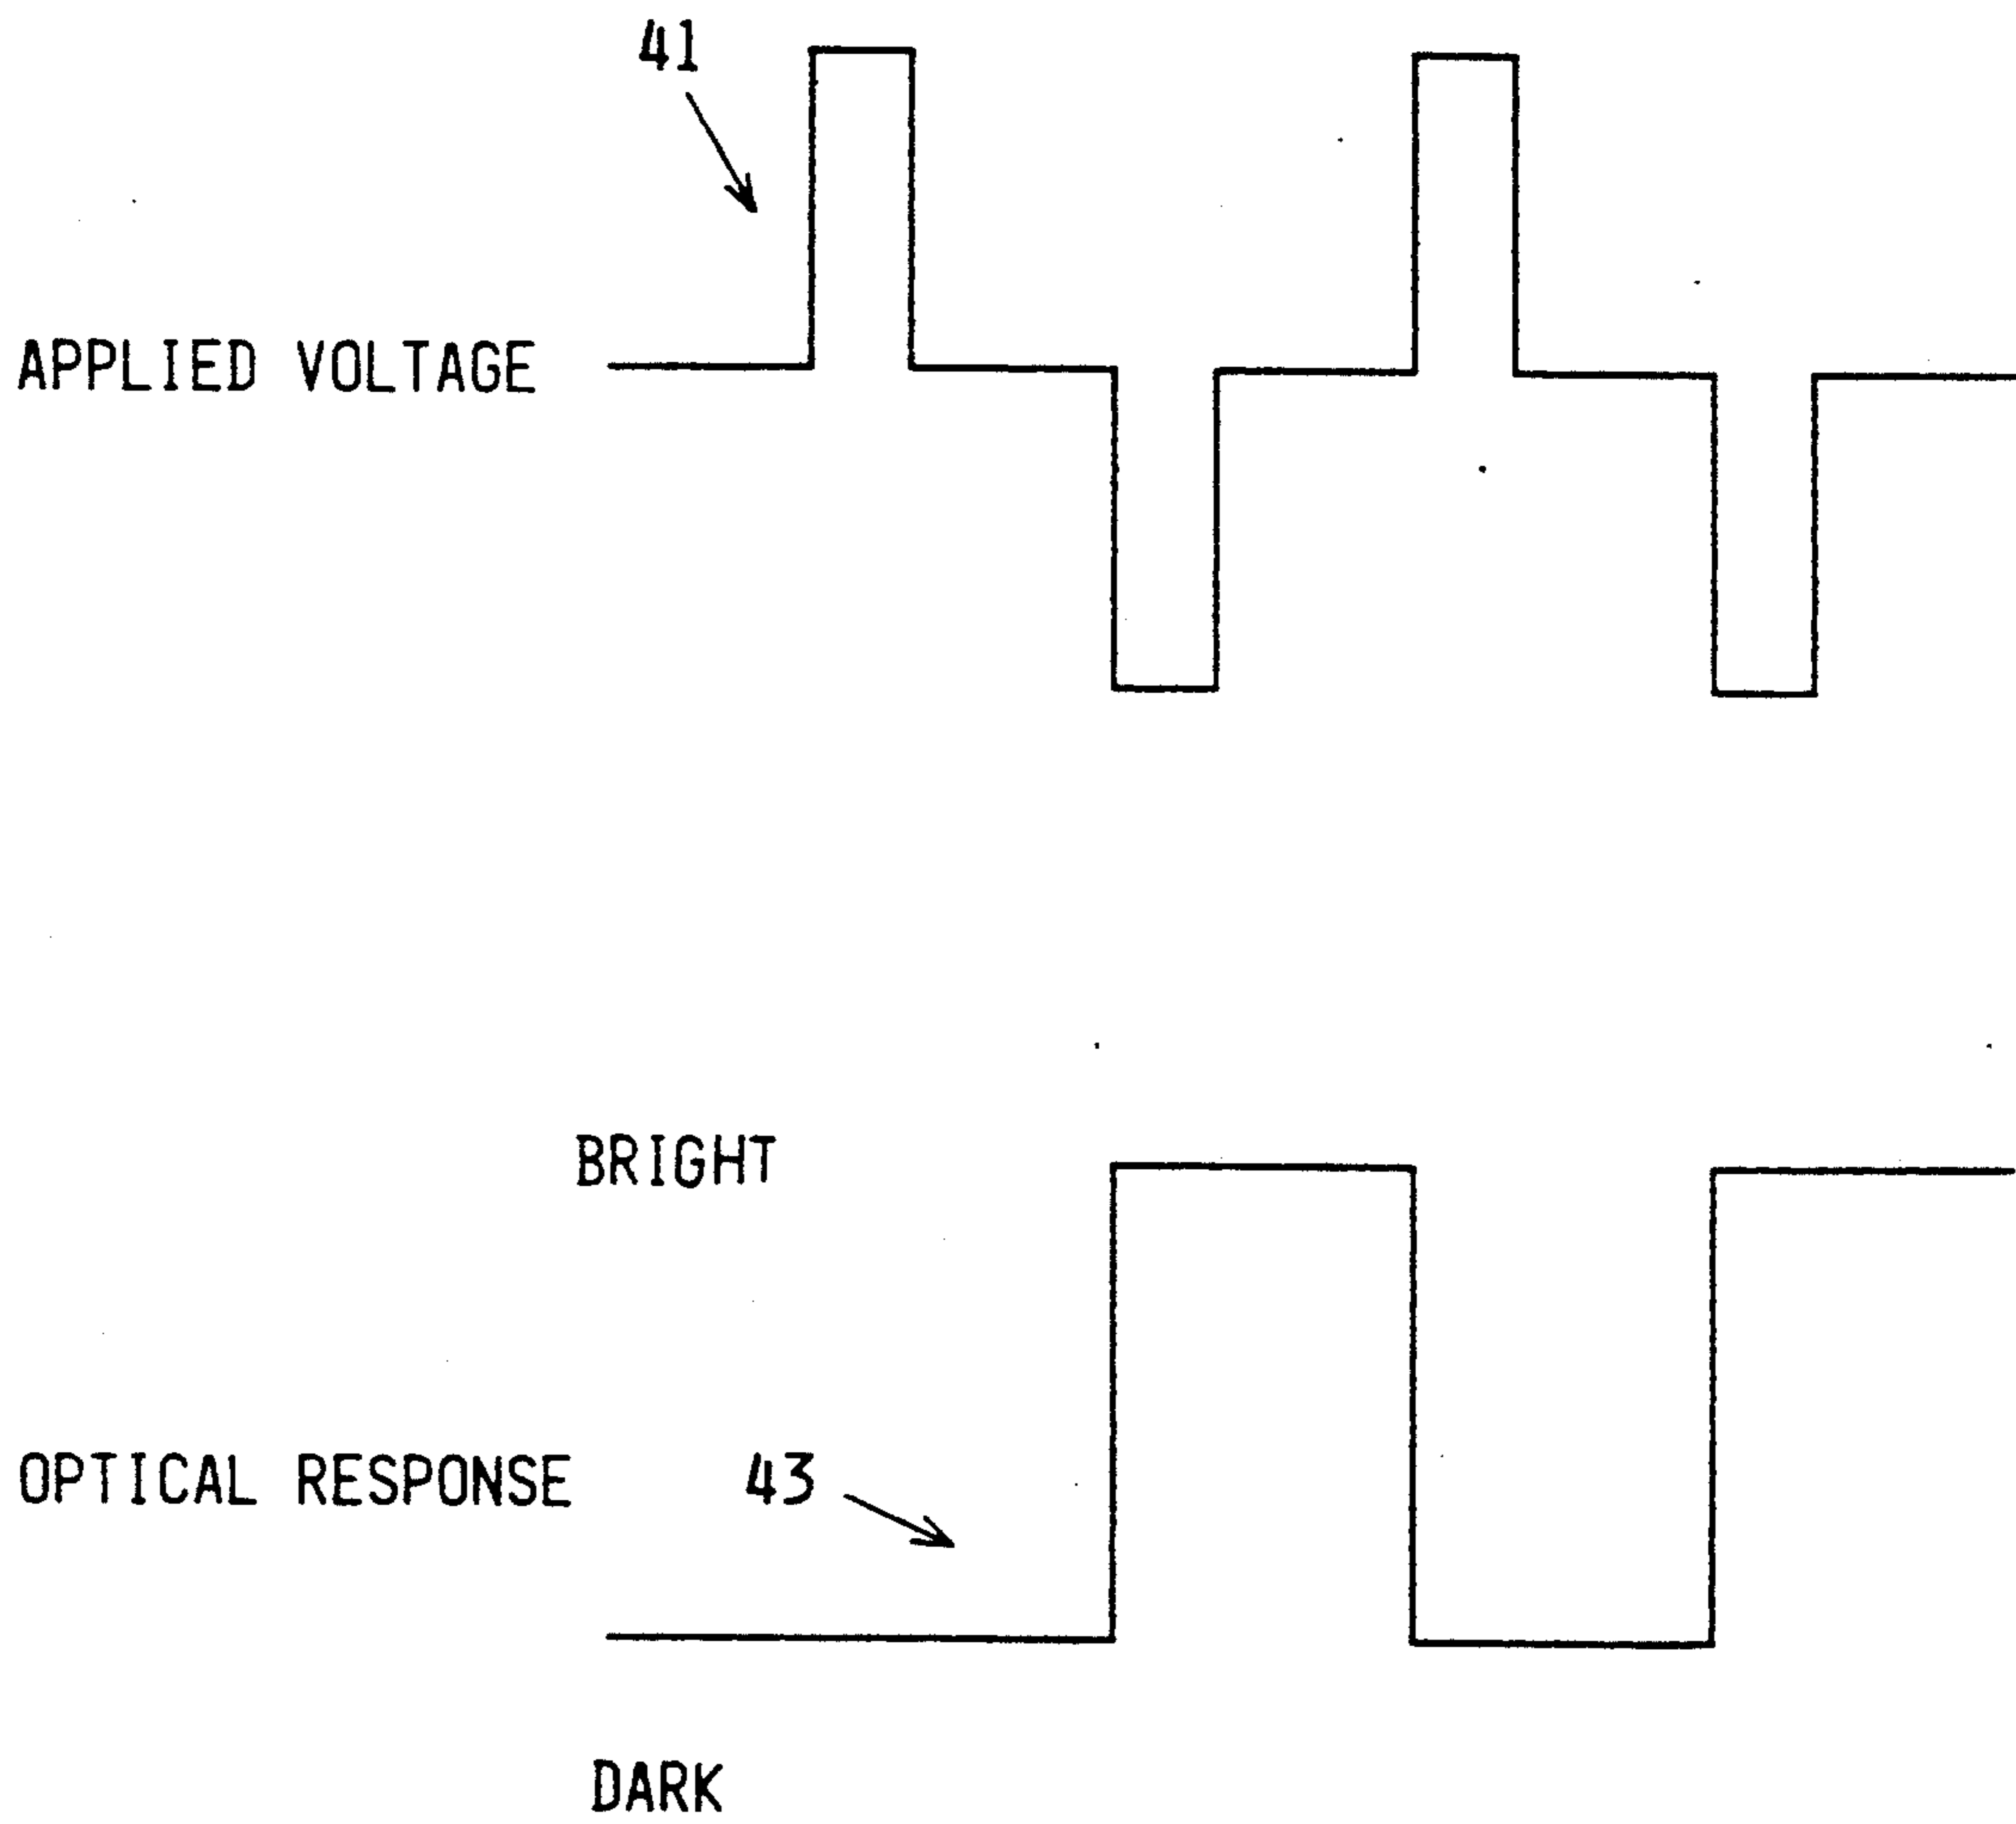 41
APPLIED VOLTAGE
BRIGHT
OPTICAL RESPONSE
43
DARK